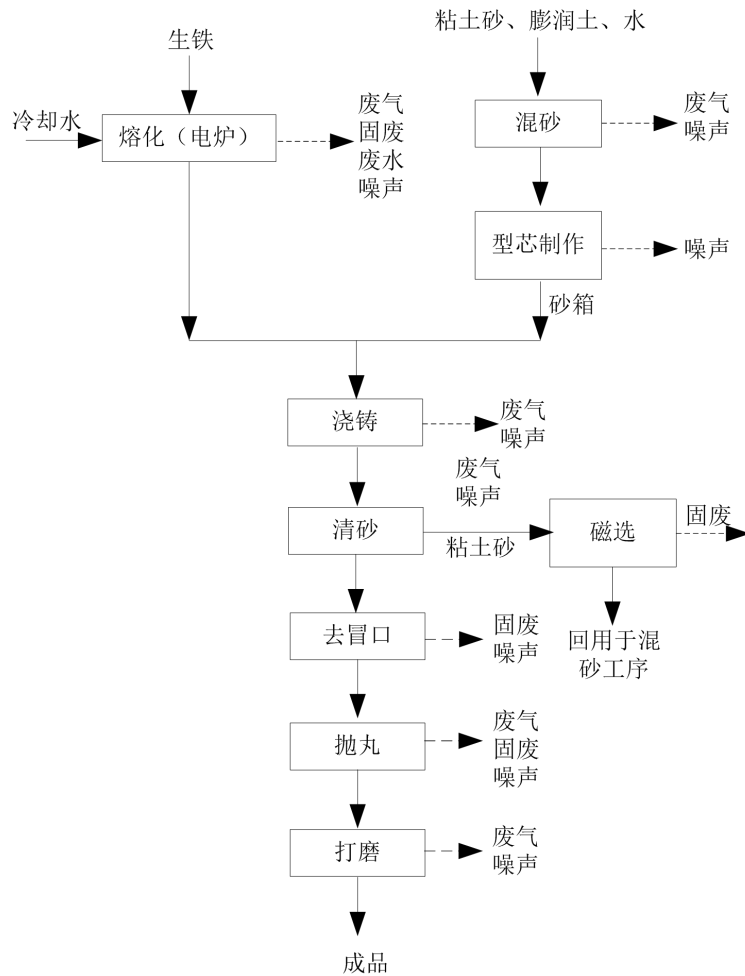 生铁
粘土砂、膨润土、水
冷却水
熔化（电炉）
废气
固废
废水
噪声
混砂
废气
噪声
型芯制作
噪声
砂箱
浇铸
废气
噪声
废气
噪声
清砂
粘土砂
磁选
固废
去冒口
固废
噪声
回用于混
砂工序
抛丸
废气
固废
噪声
打磨
废气
噪声
成品